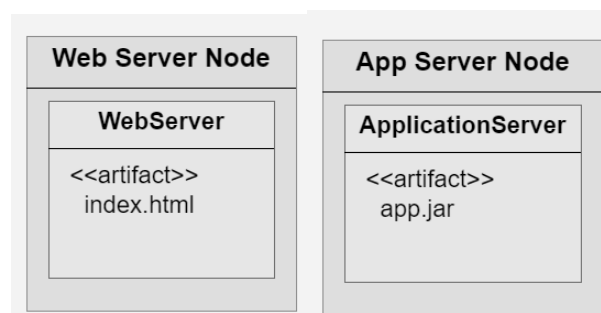 Web Server Node
WebServer
<<artifact>>
index.html
App Server Node
ApplicationServer
<<artifact>>
app.jar